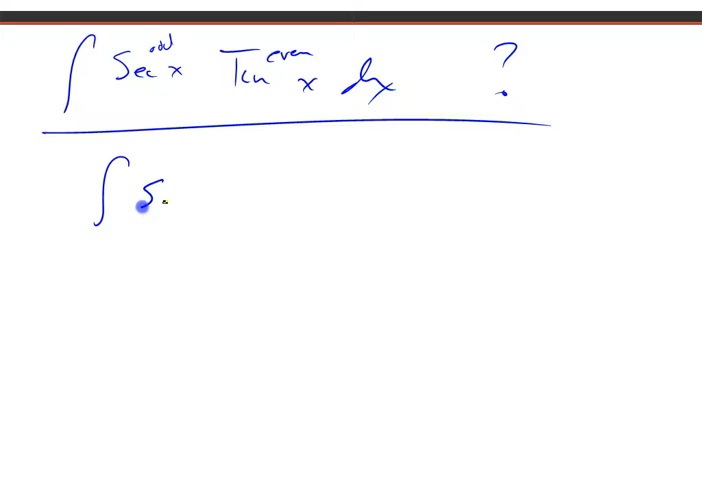 ∫ Sec^odd x Tan^even x dx ?
∫ S